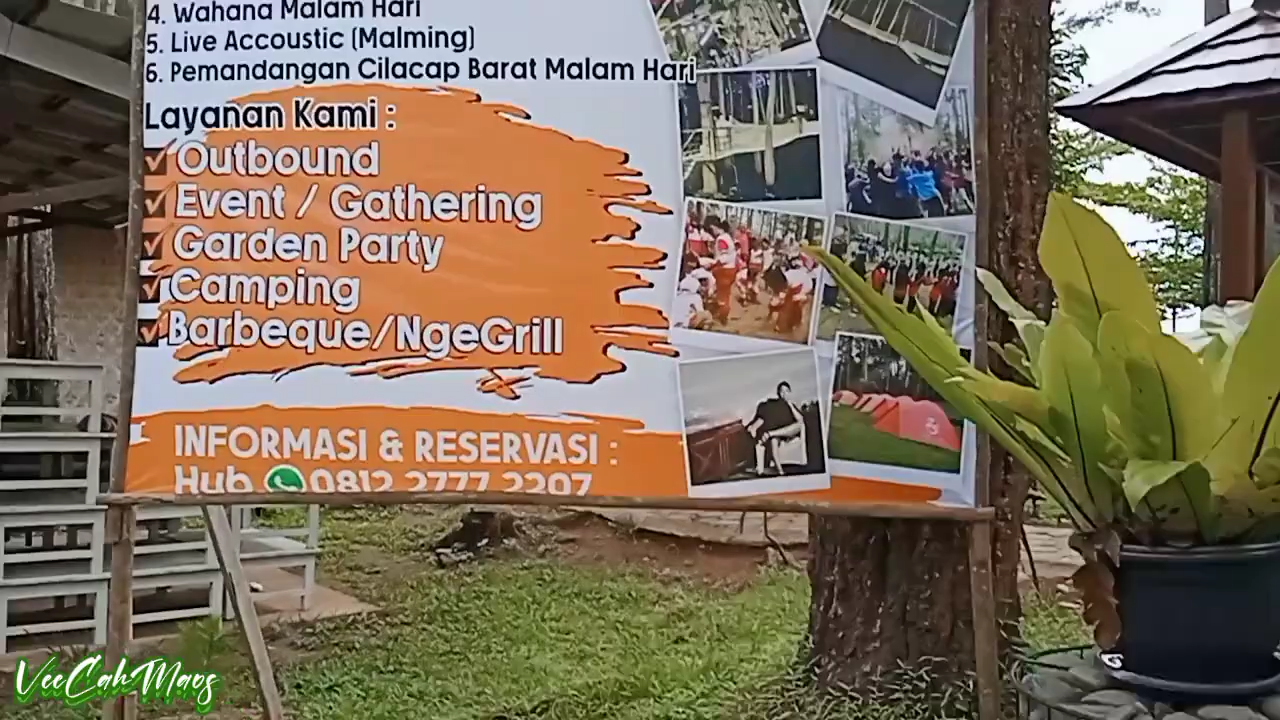 4. Wahana Malam Hari
5. Live Accoustic (Malming)
6. Pemandangan Cilacap Barat Malam Hari
Layanan Kami :
Outbound
Event / Gathering
Garden Party
Camping
Barbeque/NgeGrill
INFORMASI & RESERVASI :
Hub 0812 2777 2207
VeeCahMaos